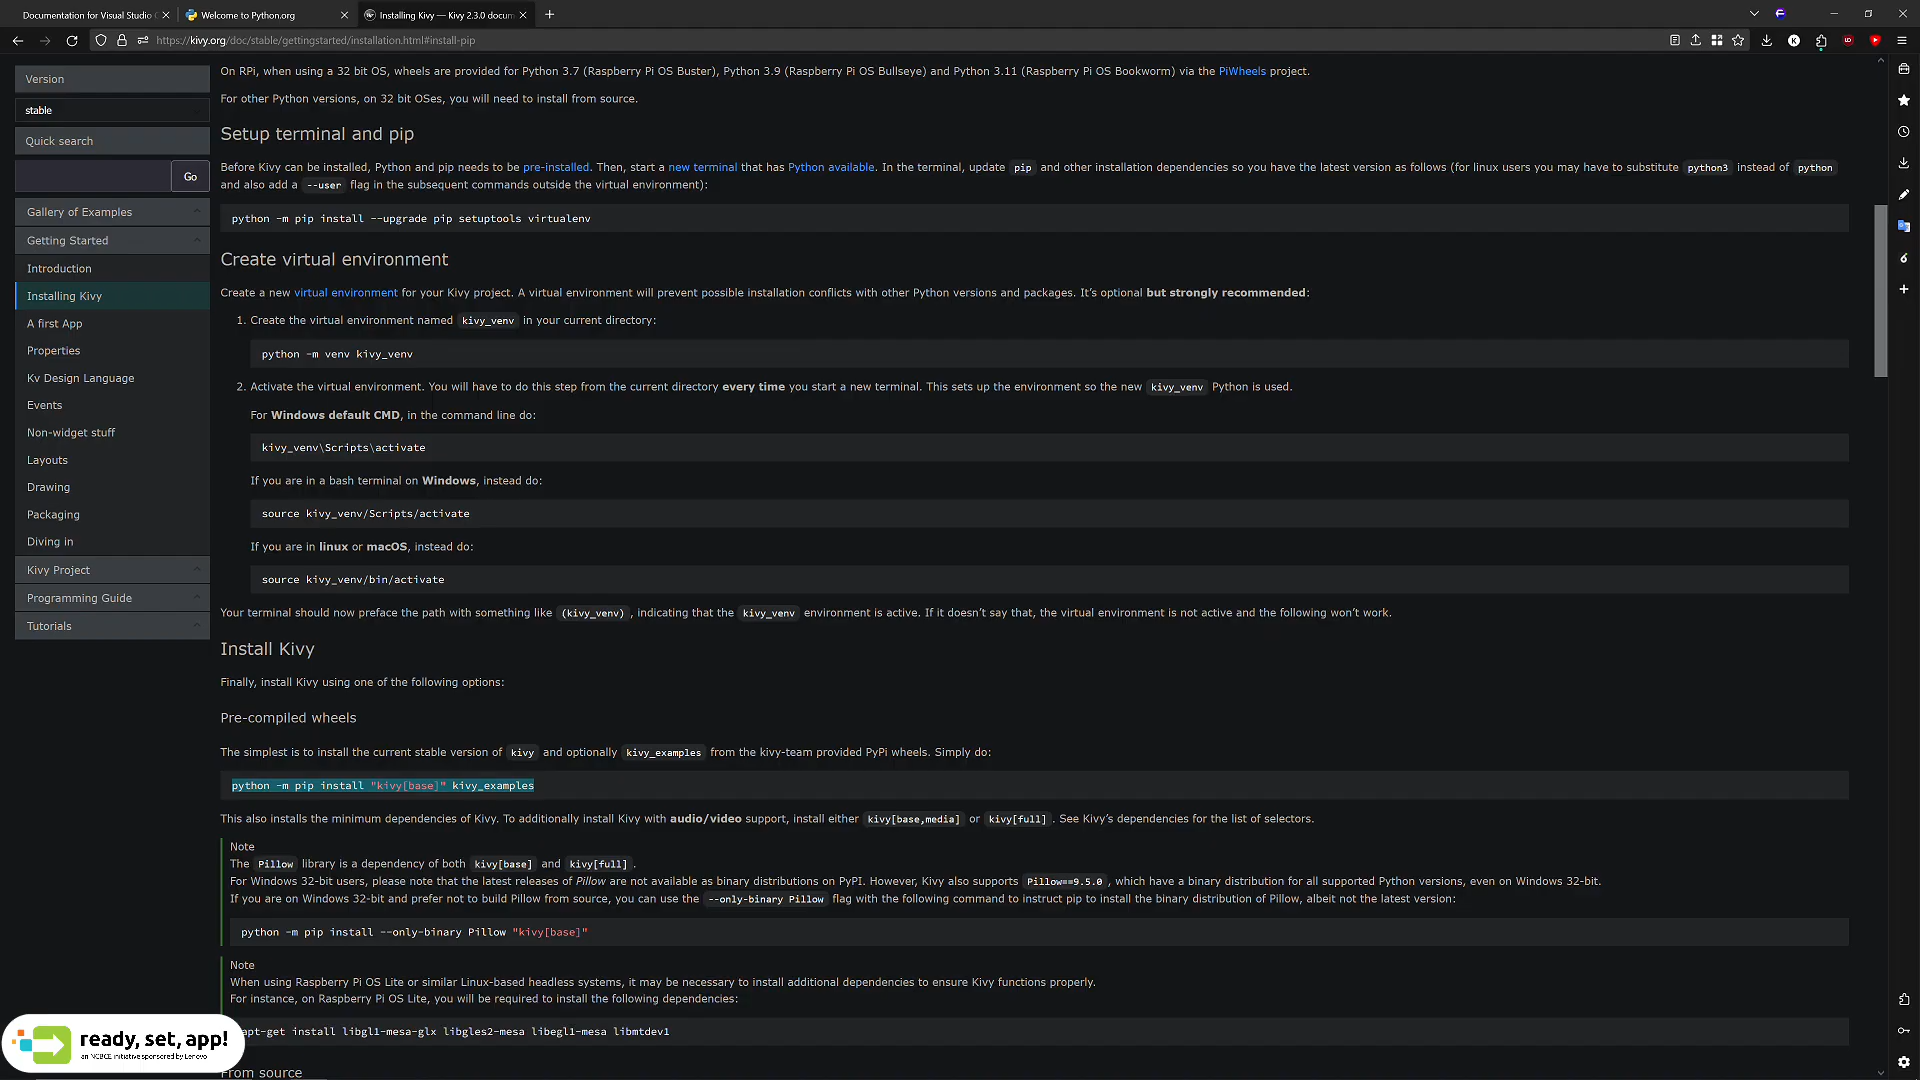 Documentation for Visual Studio C
Welcome to Python.org
Installing Kivy — Kivy 2.3.0 docum
https://kivy.org/doc/stable/gettingstarted/installation.html#install-pip
Version
stable
Quick search
Go
Gallery of Examples
Getting Started
Introduction
Installing Kivy
A first App
Properties
Kv Design Language
Events
Non-widget stuff
Layouts
Drawing
Packaging
Diving in
Kivy Project
Programming Guide
Tutorials
On RPi, when using a 32 bit OS, wheels are provided for Python 3.7 (Raspberry Pi OS Buster), Python 3.9 (Raspberry Pi OS Bullseye) and Python 3.11 (Raspberry Pi OS Bookworm) via the PiWheels project.
For other Python versions, on 32 bit OSes, you will need to install from source.
Setup terminal and pip
Before Kivy can be installed, Python and pip needs to be pre-installed. Then, start a new terminal that has Python available. In the terminal, update pip and other installation dependencies so you have the latest version as follows (for linux users you may have to substitute python3 instead of python
and also add a --user flag in the subsequent commands outside the virtual environment):
python -m pip install --upgrade pip setuptools virtualenv
Create virtual environment
Create a new virtual environment for your Kivy project. A virtual environment will prevent possible installation conflicts with other Python versions and packages. It's optional but strongly recommended:
1. Create the virtual environment named kivy_venv in your current directory:
python -m venv kivy_venv
2. Activate the virtual environment. You will have to do this step from the current directory every time you start a new terminal. This sets up the environment so the new kivy_venv Python is used.
For Windows default CMD, in the command line do:
kivy_venv\Scripts\activate
If you are in a bash terminal on Windows, instead do:
source kivy_venv/Scripts/activate
If you are in linux or macOS, instead do:
source kivy_venv/bin/activate
Your terminal should now preface the path with something like (kivy_venv), indicating that the kivy_venv environment is active. If it doesn't say that, the virtual environment is not active and the following won't work.
Install Kivy
Finally, install Kivy using one of the following options:
Pre-compiled wheels
The simplest is to install the current stable version of kivy and optionally kivy_examples from the kivy-team provided PyPi wheels. Simply do:
python -m pip install "kivy[base]" kivy_examples
This also installs the minimum dependencies of Kivy. To additionally install Kivy with audio/video support, install either kivy[base,media] or kivy[full]. See Kivy's dependencies for the list of selectors.
Note
The Pillow library is a dependency of both kivy[base] and kivy[full].
For Windows 32-bit users, please note that the latest releases of Pillow are not available as binary distributions on PyPI. However, Kivy also supports Pillow==9.5.0, which have a binary distribution for all supported Python versions, even on Windows 32-bit.
If you are on Windows 32-bit and prefer not to build Pillow from source, you can use the --only-binary Pillow flag with the following command to instruct pip to install the binary distribution of Pillow, albeit not the latest version:
python -m pip install --only-binary Pillow "kivy[base]"
Note
When using Raspberry Pi OS Lite or similar Linux-based headless systems, it may be necessary to install additional dependencies to ensure Kivy functions properly.
For instance, on Raspberry Pi OS Lite, you will be required to install the following dependencies:
apt-get install libgl1-mesa-glx libgles2-mesa libegl1-mesa libmtdev1
From source
ready, set, app!
an NCBCE initiative sponsored by Lenovo